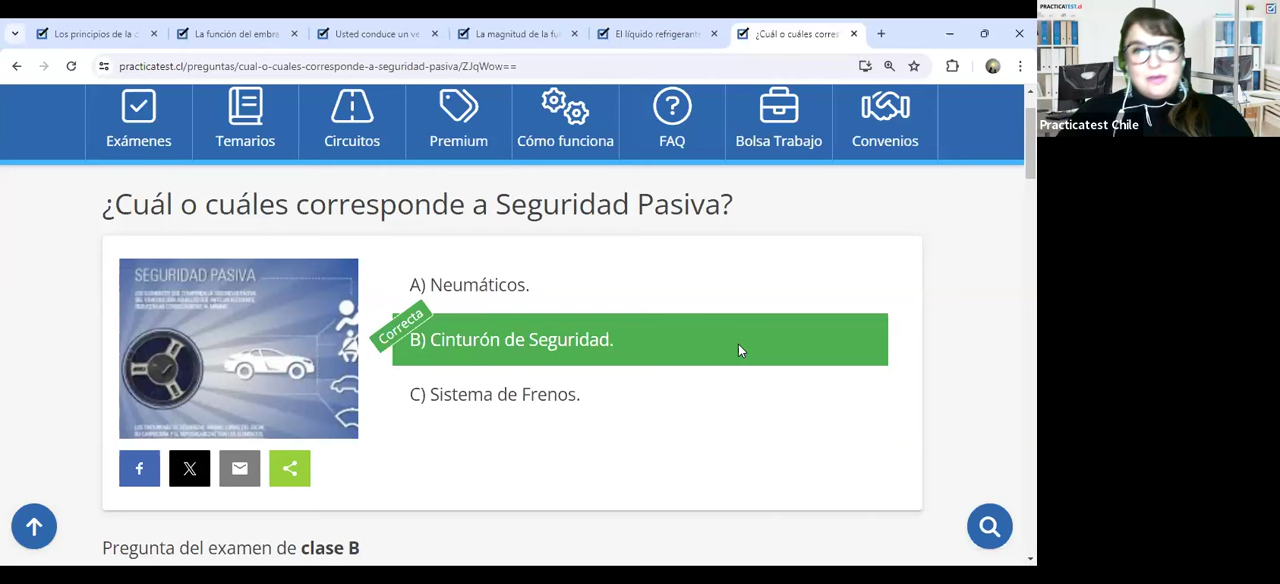 Los principios de la c
La función del embra
Usted conduce un ve
La magnitud de la fu
El líquido refrigerante
¿Cuál o cuáles corres
practicatest.cl/preguntas/cual-o-cuales-corresponde-a-seguridad-pasiva/ZJqWow==
PRACTICATEST.cl
Practicatest Chile
Exámenes
Temarios
Circuitos
Premium
Cómo funciona
FAQ
Bolsa Trabajo
Convenios
¿Cuál o cuáles corresponde a Seguridad Pasiva?
SEGURIDAD PASIVA
A) Neumáticos.
Correcta
B) Cinturón de Seguridad.
C) Sistema de Frenos.
Pregunta del examen de clase B